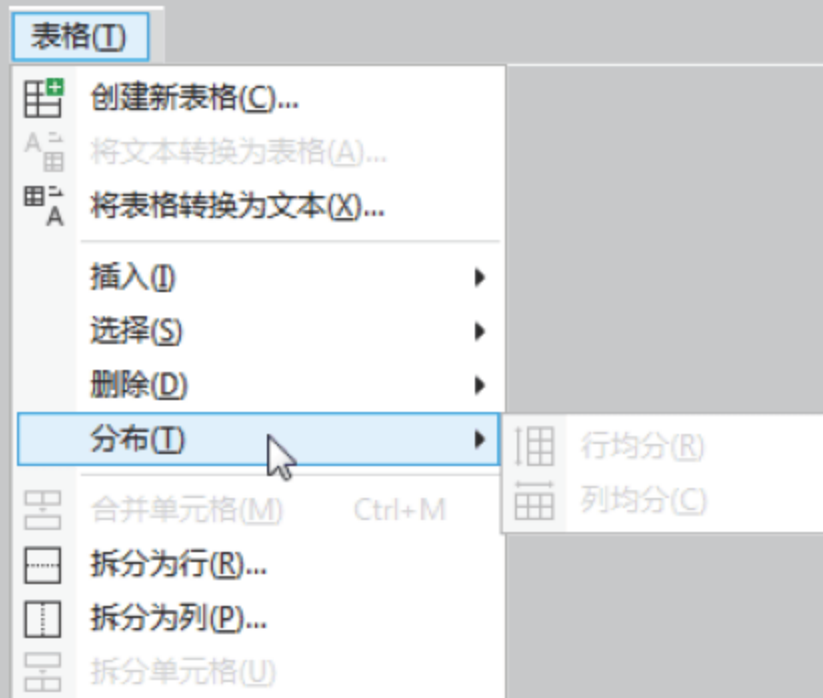 表格(T)
创建新表格(C)...
将文本转换为表格(A)...
将表格转换为文本(X)...
插入(I)
选择(S)
删除(D)
分布(T)
行均分(R)
列均分(C)
合并单元格(M) Ctrl+M
拆分为行(R)...
拆分为列(P)...
拆分单元格(U)